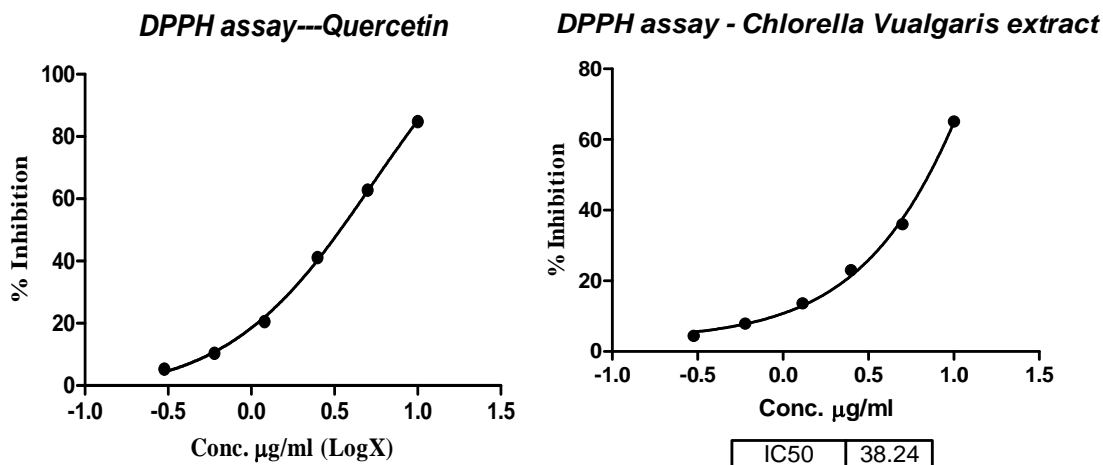 DPPH assay---Quercetin
100
80
60
40
20
0
% Inhibition
-1.0 -0.5 0.0 0.5 1.0 1.5
Conc. µg/ml (LogX)
DPPH assay - Chlorella Vualgaris extract
80
60
40
20
0
% Inhibition
-1.0 -0.5 0.0 0.5 1.0 1.5
Conc. µg/ml
IC50 38.24